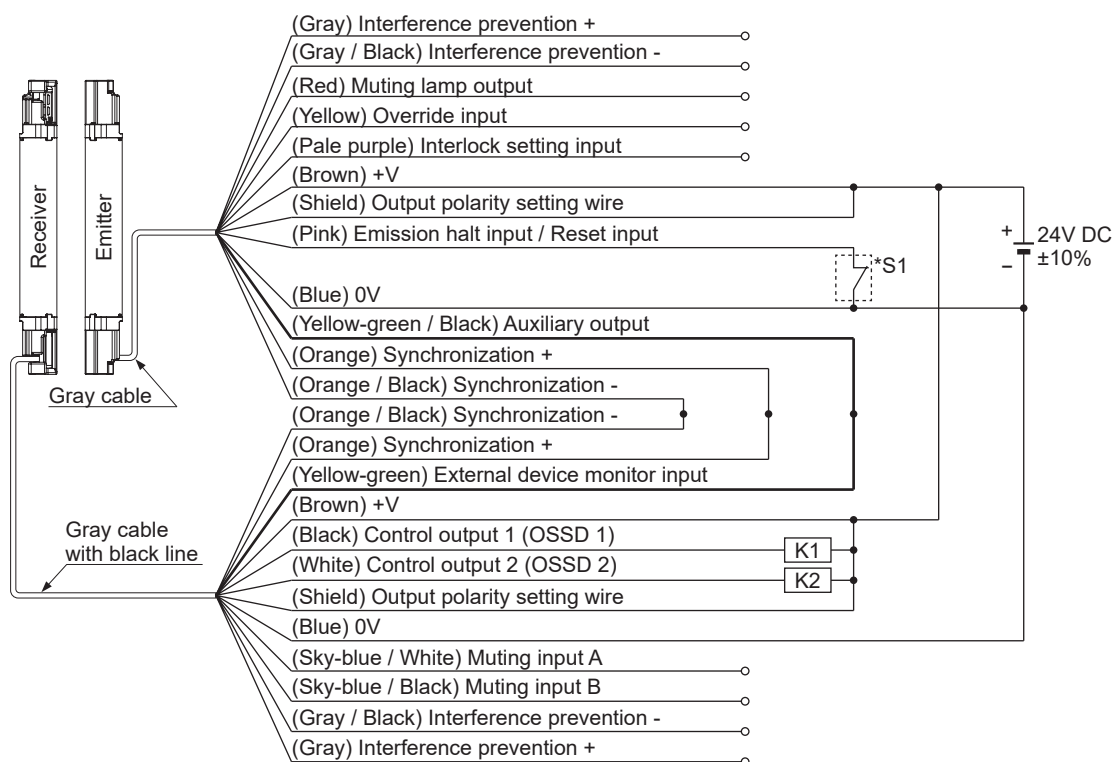 (Gray) Interference prevention +
(Gray / Black) Interference prevention -
(Red) Muting lamp output
(Yellow) Override input
(Pale purple) Interlock setting input
(Brown) +V
(Shield) Output polarity setting wire
(Pink) Emission halt input / Reset input
Receiver
Emitter
+
24V DC
±10%
−
*S1
(Blue) 0V
(Yellow-green / Black) Auxiliary output
(Orange) Synchronization +
(Orange / Black) Synchronization -
Gray cable
(Orange / Black) Synchronization -
(Orange) Synchronization +
(Yellow-green) External device monitor input
(Brown) +V
Gray cable
with black line
(Black) Control output 1 (OSSD 1)
K1
(White) Control output 2 (OSSD 2)
K2
(Shield) Output polarity setting wire
(Blue) 0V
(Sky-blue / White) Muting input A
(Sky-blue / Black) Muting input B
(Gray / Black) Interference prevention -
(Gray) Interference prevention +